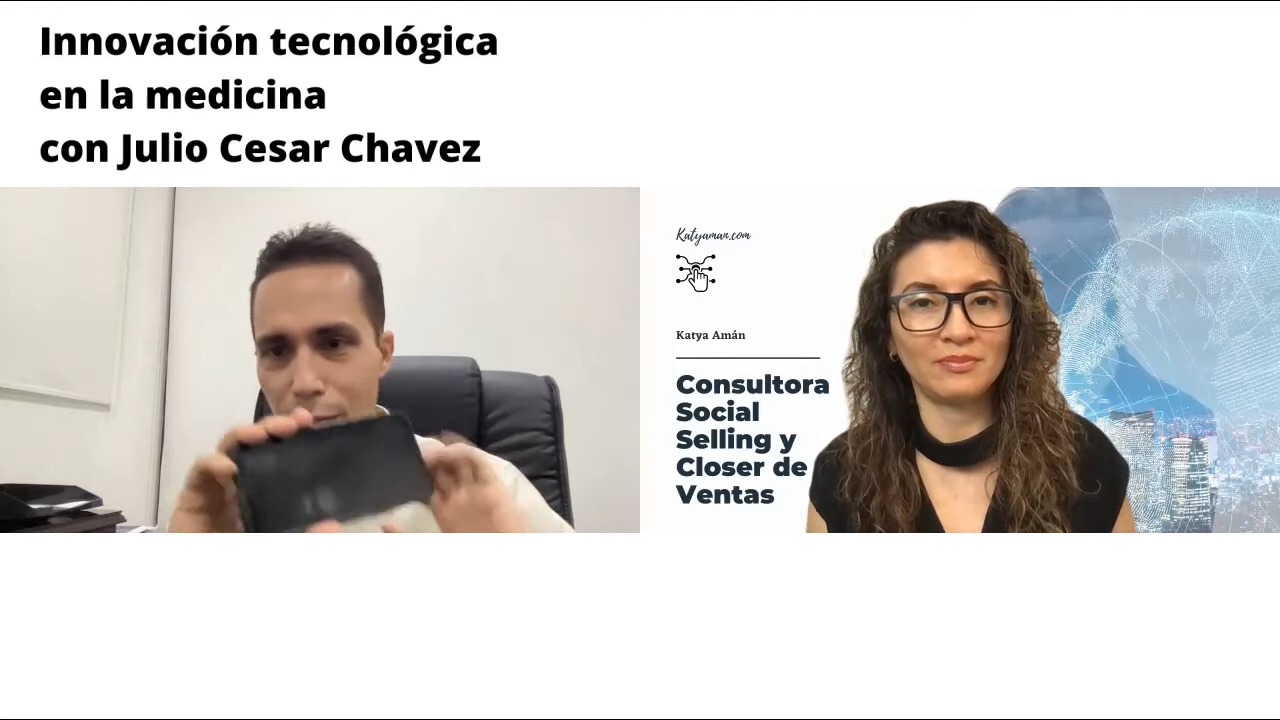 Innovación tecnológica
en la medicina
con Julio Cesar Chavez
Katyaman.com
Katya Amán
Consultora
Social
Selling y
Closer de
Ventas